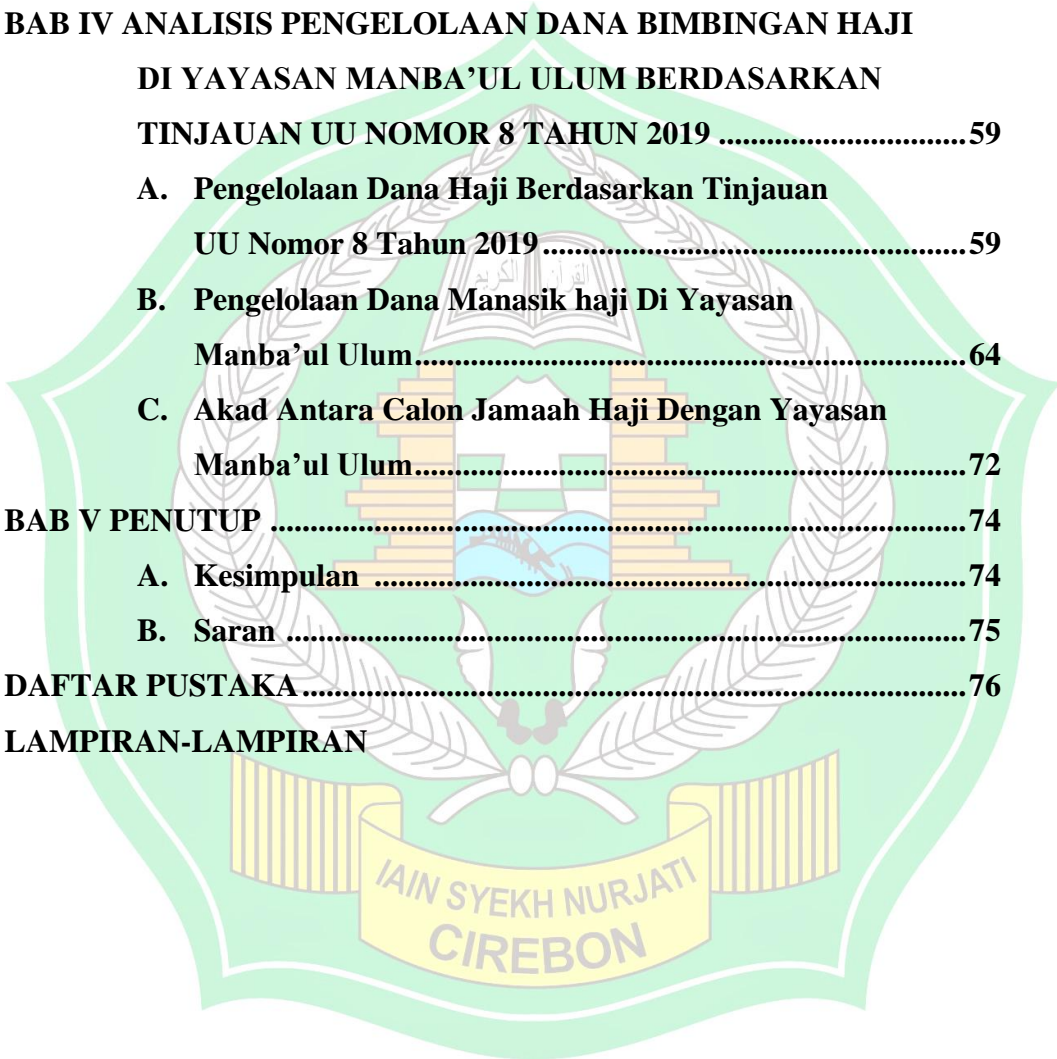 BAB IV ANALISIS PENGELOLAAN DANA BIMBINGAN HAJI
DI YAYASAN MANBA’UL ULUM BERDASARKAN
TINJAUAN UU NOMOR 8 TAHUN 2019 ................................ 59
A. Pengelolaan Dana Haji Berdasarkan Tinjauan
UU Nomor 8 Tahun 2019 .......................................................... 59
B. Pengelolaan Dana Manasik haji Di Yayasan
Manba’ul Ulum ...................................................................... 64
C. Akad Antara Calon Jamaah Haji Dengan Yayasan
Manba’ul Ulum ...................................................................... 72
BAB V PENUTUP ......................................................................................... 74
A. Kesimpulan ........................................................................... 74
B. Saran ....................................................................................... 75
DAFTAR PUSTAKA ..................................................................................... 76
LAMPIRAN-LAMPIRAN
القرآن الكريم
IAIN SYEKH NURJATI
CIREBON